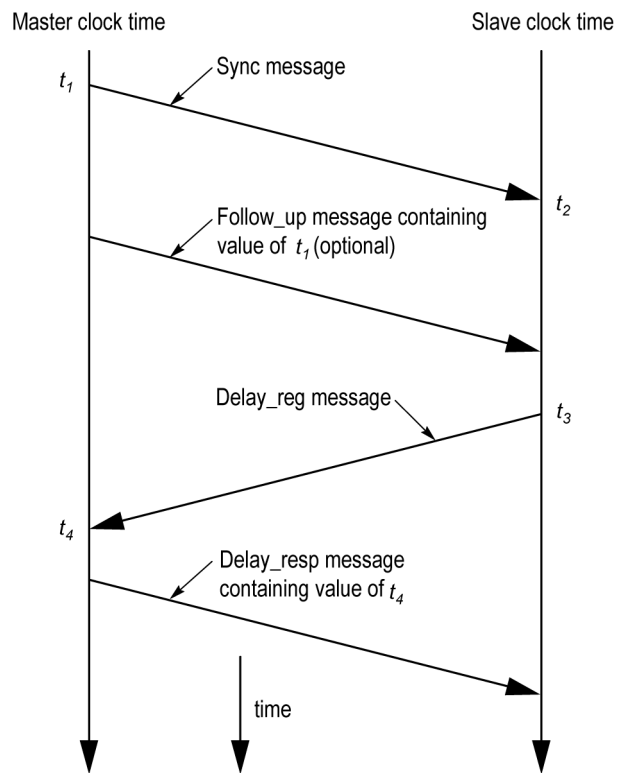 Master clock time
Slave clock time
Sync message
t1
t2
Follow_up message containing
value of t1 (optional)
Delay_reg message
t3
t4
Delay_resp message
containing value of t4
time